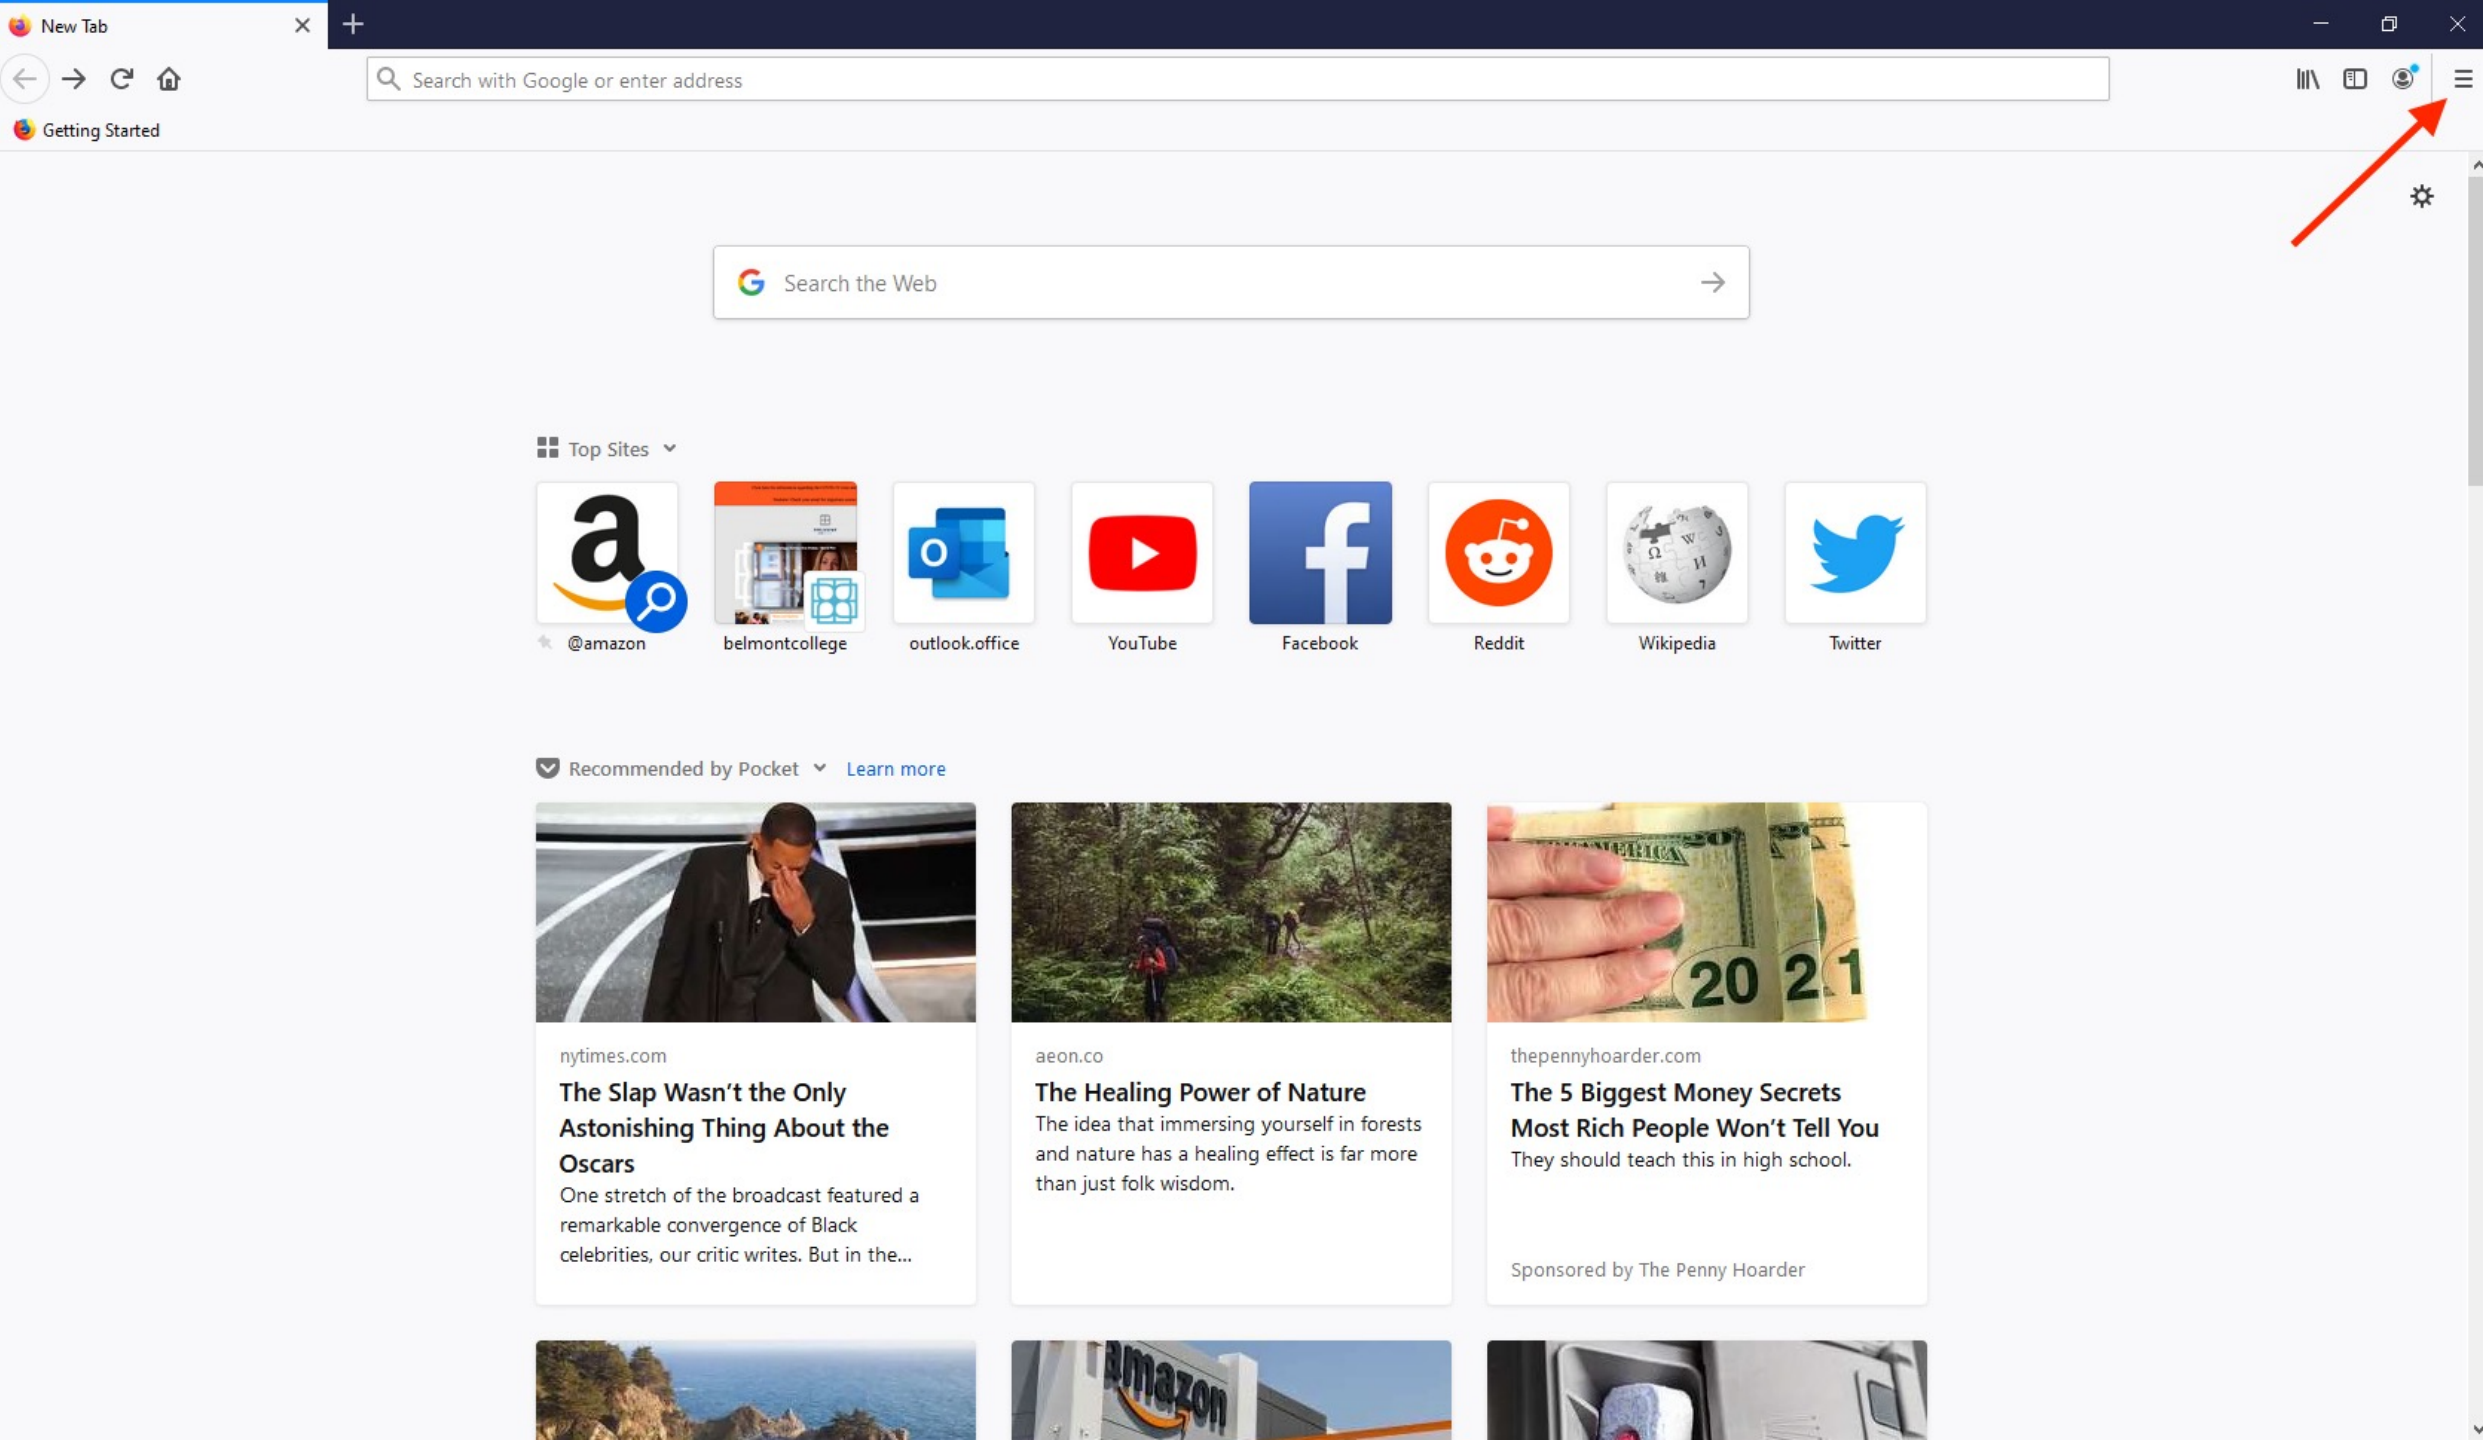 New Tab
Search with Google or enter address
Getting Started
Search the Web
Top Sites
@amazon
belmontcollege
outlook.office
YouTube
Facebook
Reddit
Wikipedia
Twitter
Recommended by Pocket
Learn more
AMERICA
20
20 21
nytimes.com
The Slap Wasn't the Only
Astonishing Thing About the
Oscars
One stretch of the broadcast featured a
remarkable convergence of Black
celebrities, our critic writes. But in the...
aeon.co
The Healing Power of Nature
The idea that immersing yourself in forests
and nature has a healing effect is far more
than just folk wisdom.
thepennyhoarder.com
The 5 Biggest Money Secrets
Most Rich People Won't Tell You
They should teach this in high school.
Sponsored by The Penny Hoarder
amazon